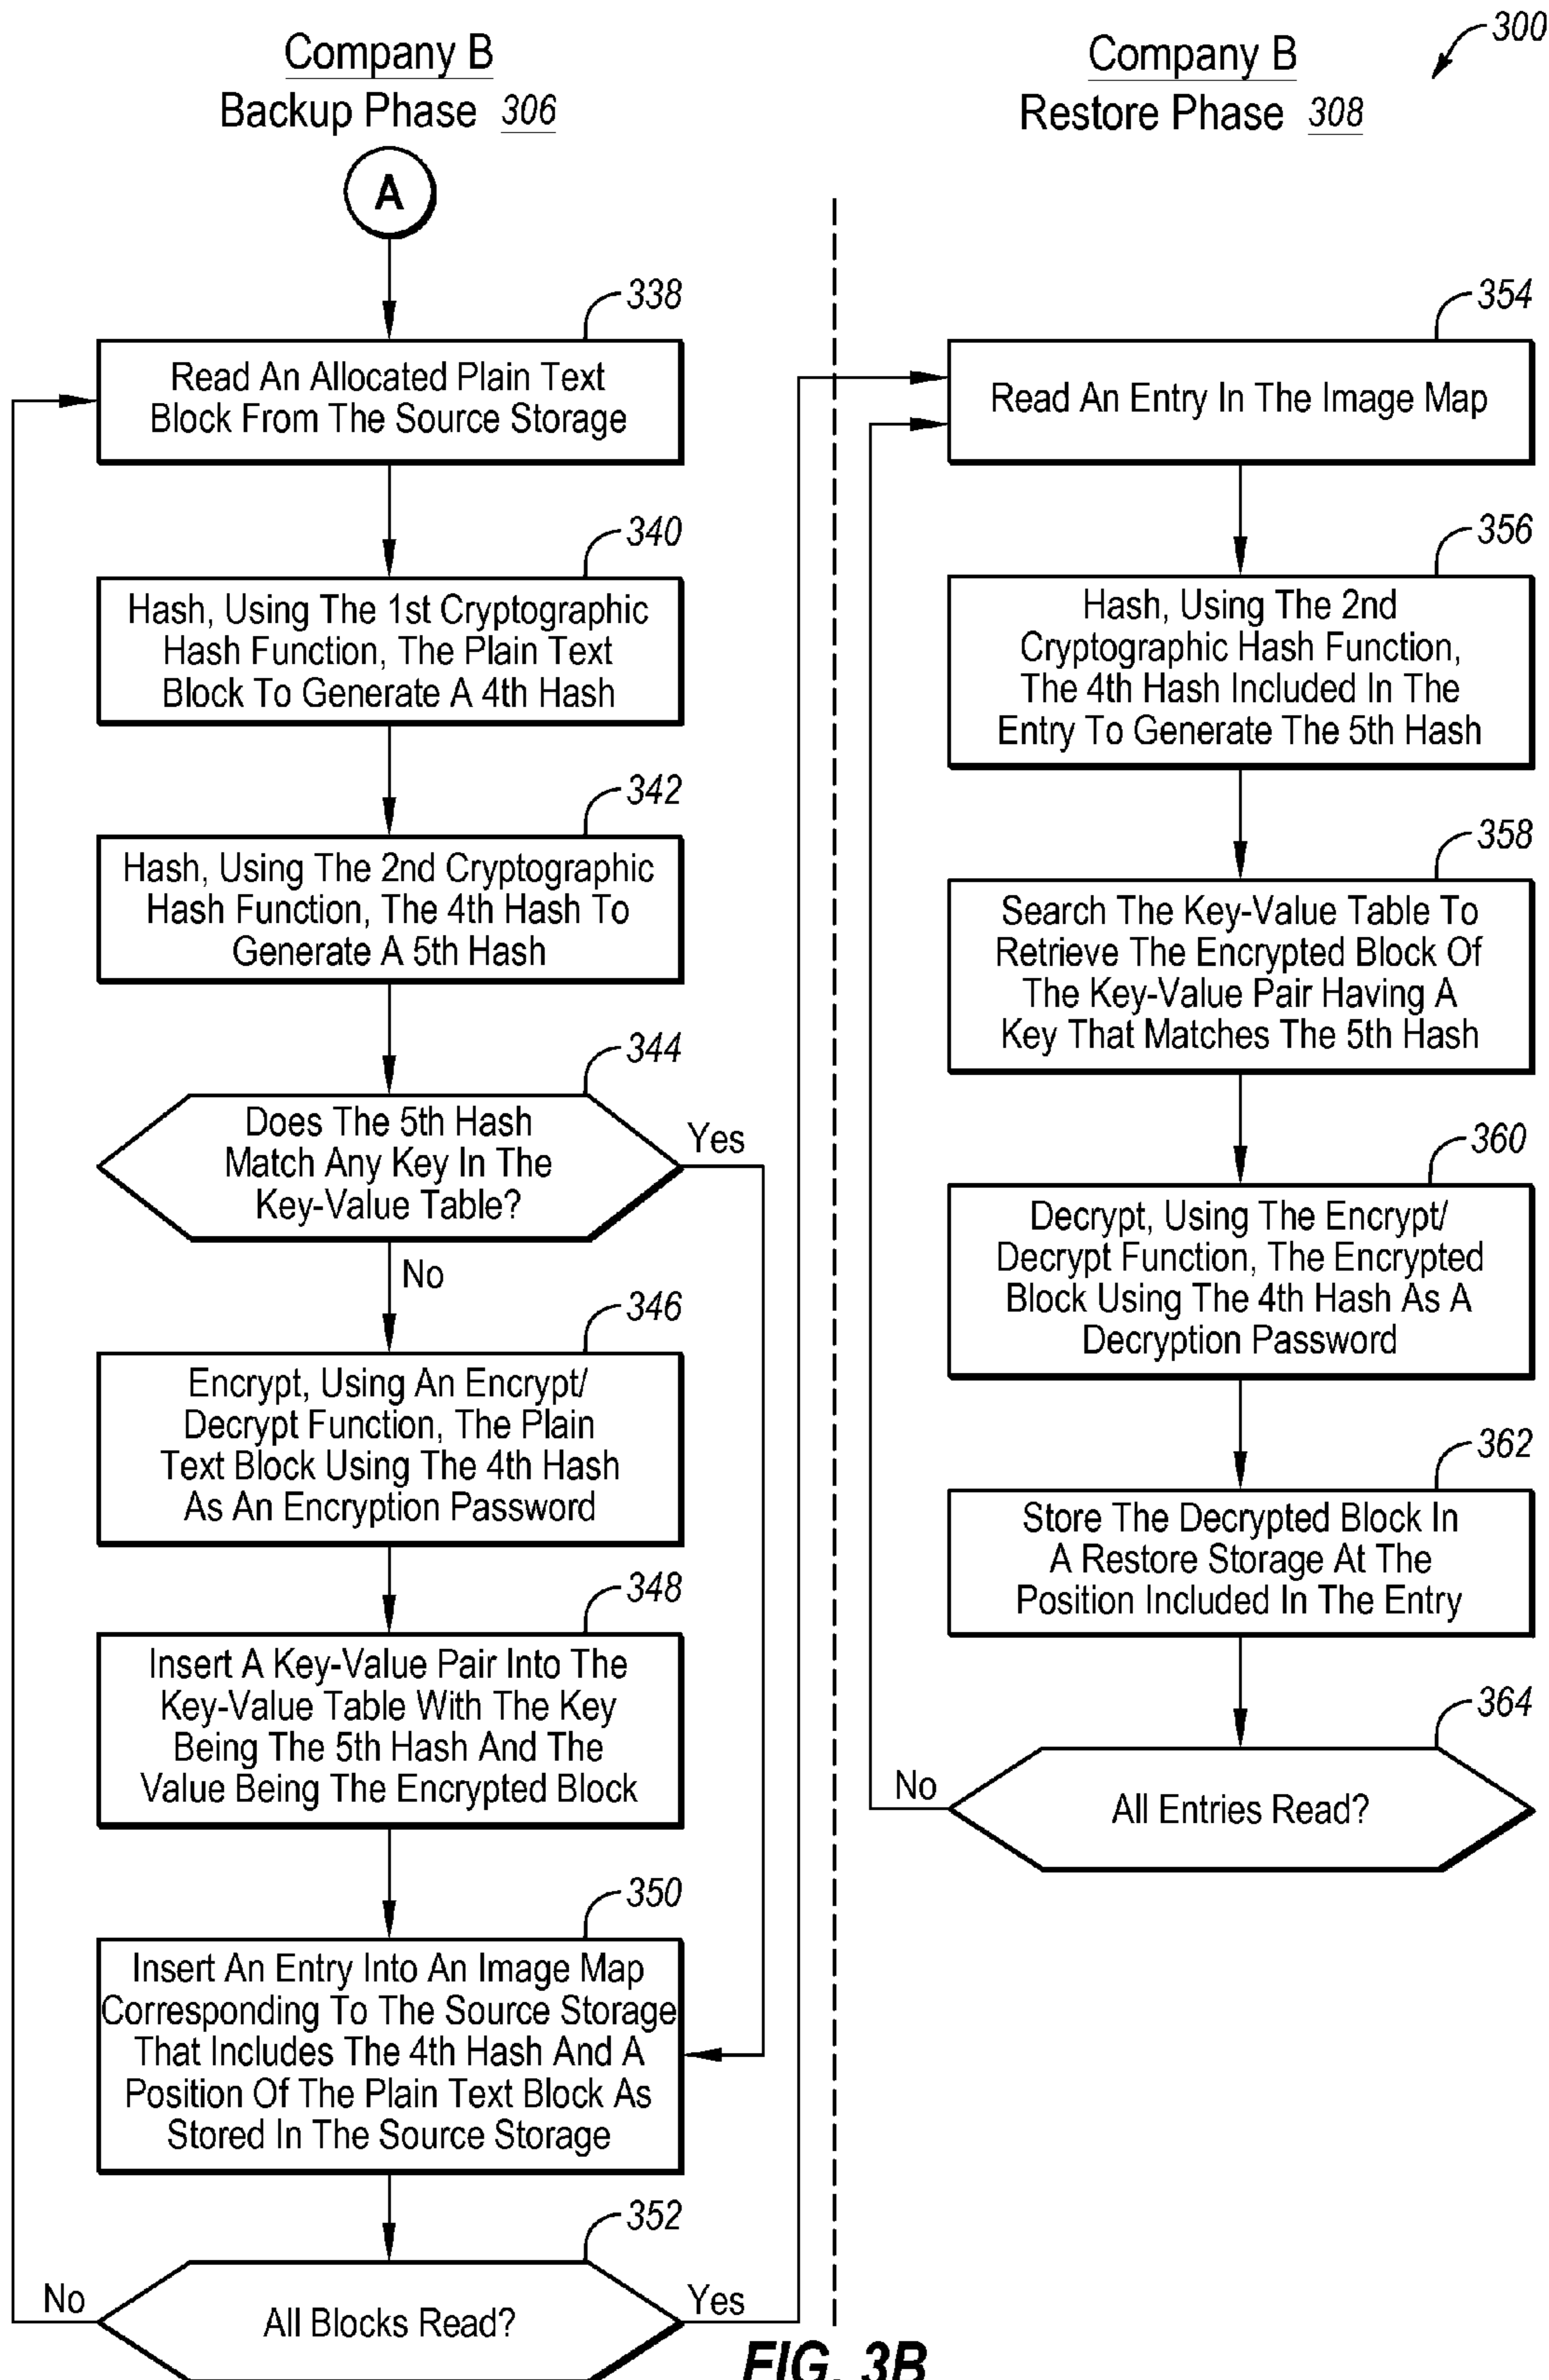 300
Company B
Backup Phase 306
A
338
Read An Allocated Plain Text
Block From The Source Storage
340
Hash, Using The 1st Cryptographic
Hash Function, The Plain Text
Block To Generate A 4th Hash
342
Hash, Using The 2nd Cryptographic
Hash Function, The 4th Hash To
Generate A 5th Hash
344
Does The 5th Hash
Match Any Key In The
Key-Value Table?
Yes
No
346
Encrypt, Using An Encrypt/
Decrypt Function, The Plain
Text Block Using The 4th Hash
As An Encryption Password
348
Insert A Key-Value Pair Into The
Key-Value Table With The Key
Being The 5th Hash And The
Value Being The Encrypted Block
350
Insert An Entry Into An Image Map
Corresponding To The Source Storage
That Includes The 4th Hash And A
Position Of The Plain Text Block As
Stored In The Source Storage
352
No
All Blocks Read?
Yes
Company B
Restore Phase 308
354
Read An Entry In The Image Map
356
Hash, Using The 2nd
Cryptographic Hash Function,
The 4th Hash Included In The
Entry To Generate The 5th Hash
358
Search The Key-Value Table To
Retrieve The Encrypted Block Of
The Key-Value Pair Having A
Key That Matches The 5th Hash
360
Decrypt, Using The Encrypt/
Decrypt Function, The Encrypted
Block Using The 4th Hash As A
Decryption Password
362
Store The Decrypted Block In
A Restore Storage At The
Position Included In The Entry
364
No
All Entries Read?
FIG. 3B